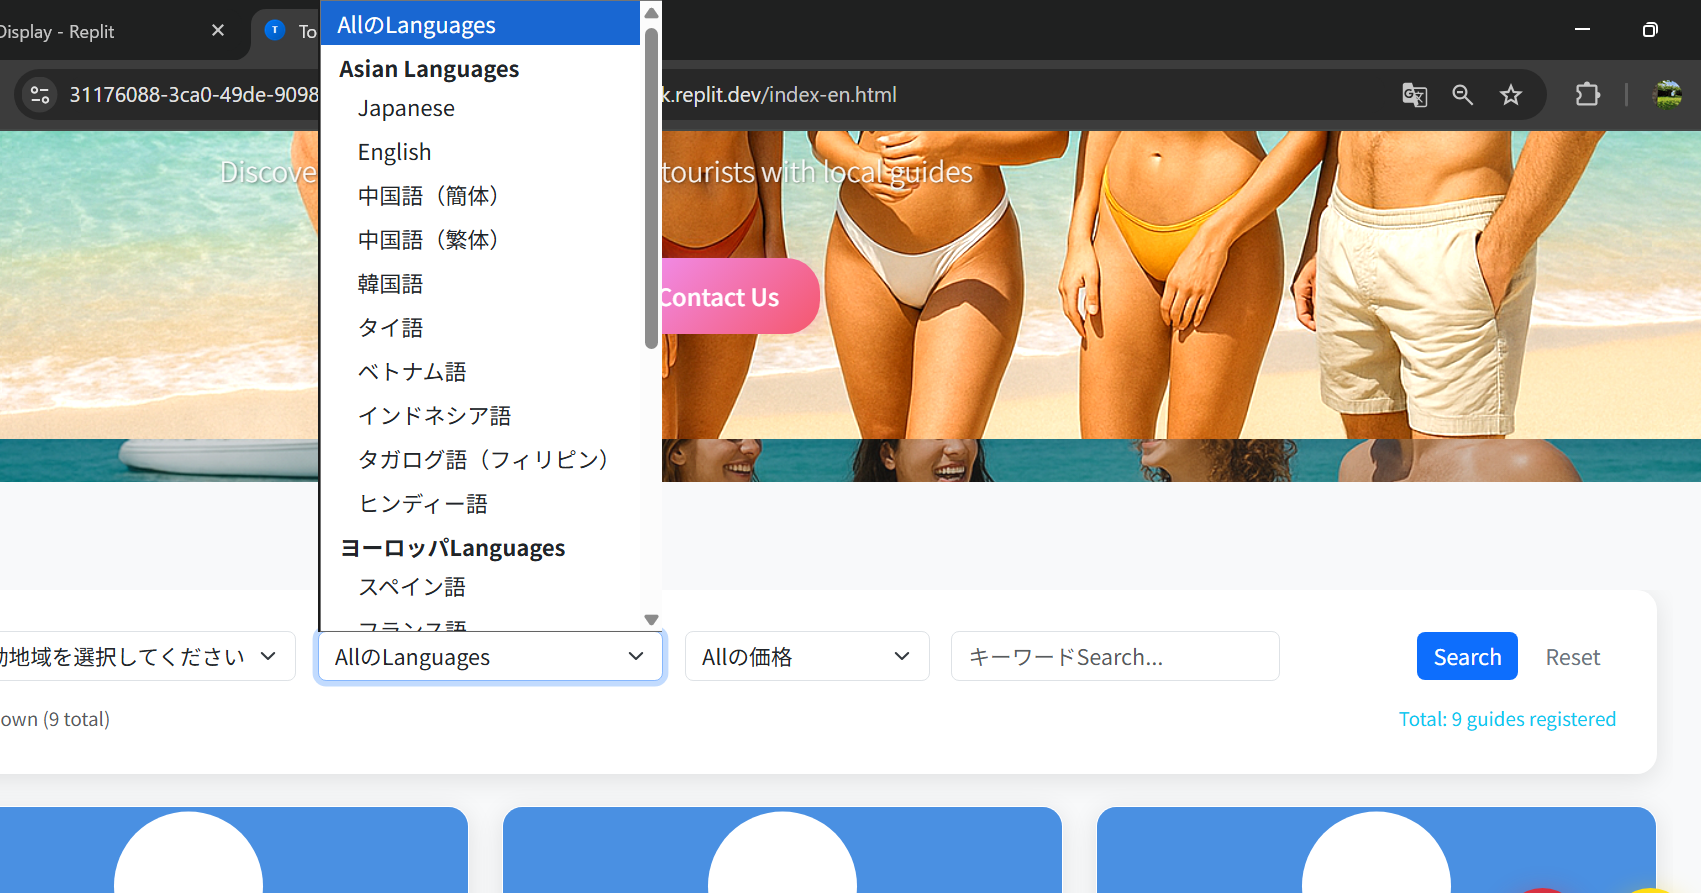 Display - Replit
To
31176088-3ca0-49de-9098
k.replit.dev/index-en.html
AllのLanguages
Asian Languages
Japanese
English
中国語（簡体）
中国語（繁体）
韓国語
タイ語
ベトナム語
インドネシア語
タガログ語（フィリピン）
ヒンディー語
ヨーロッパLanguages
スペイン語
フランス語
Discove
tourists with local guides
Contact Us
地域を選択してください
AllのLanguages
Allの価格
キーワードSearch...
Search
Reset
own (9 total)
Total: 9 guides registered